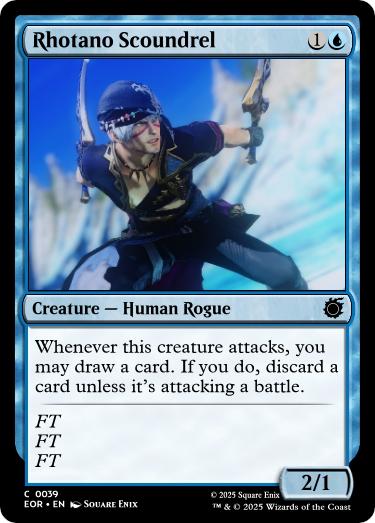 Rhotano Scoundrel 1
Creature — Human Rogue
Whenever this creature attacks, you
may draw a card. If you do, discard a
card unless it's attacking a battle.
FT
FT
FT
2/1
C 0039
EOR • EN Square Enix
© 2025 Square Enix
™ & © 2025 Wizards of the Coast